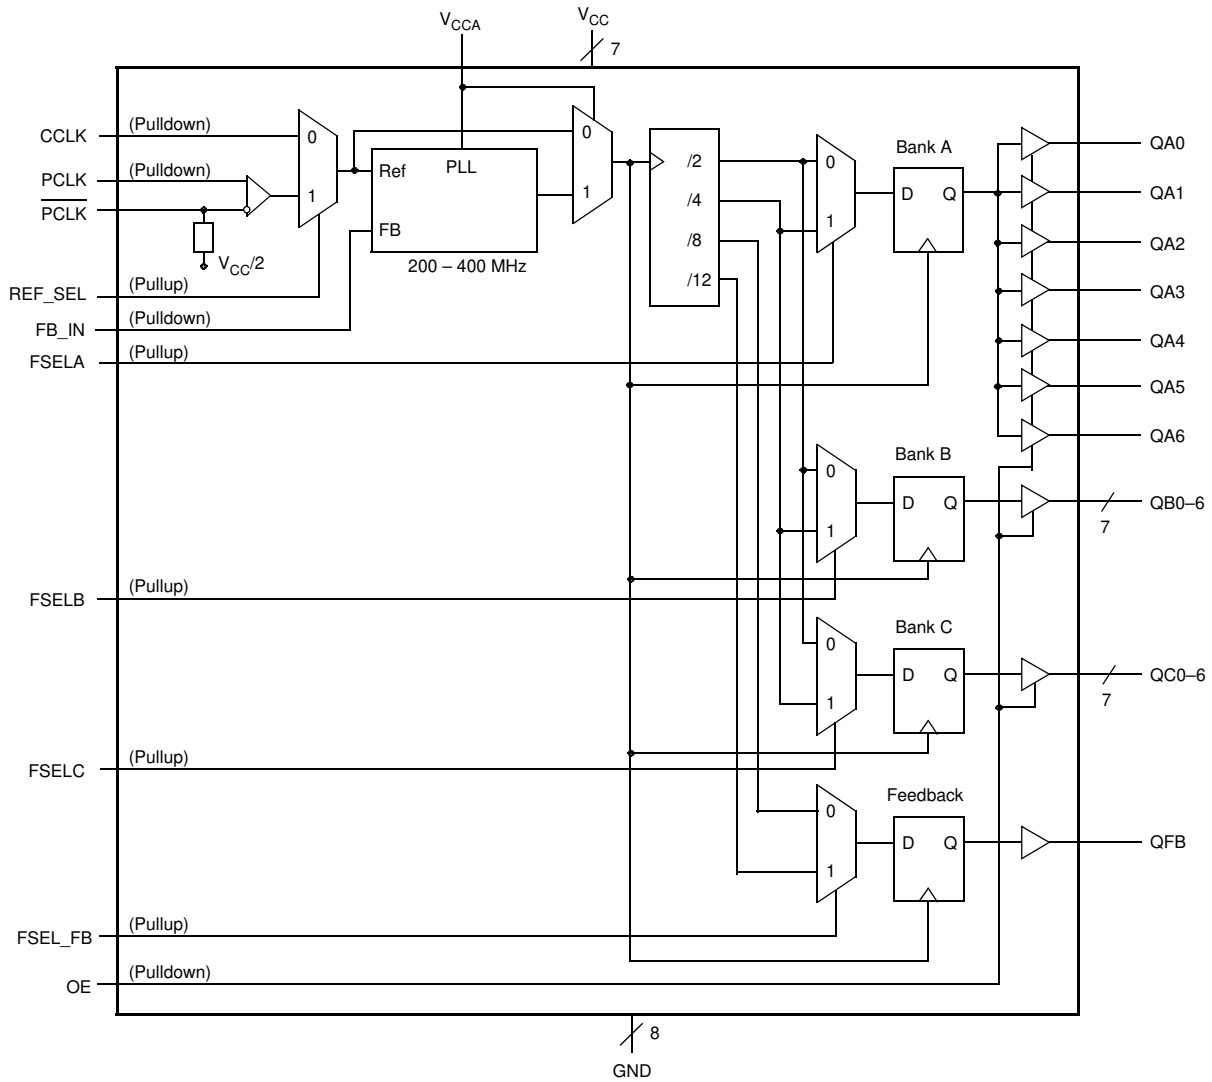 VCCA
VCC
7
CCLK
(Pulldown)
PCLK
(Pulldown)
PCLK
VCC/2
REF_SEL
(Pullup)
FB_IN
(Pulldown)
FSELA
(Pullup)
0
1
Ref
PLL
FB
200 – 400 MHz
0
1
/2
/4
/8
/12
0
1
Bank A
D Q
QA0
QA1
QA2
QA3
QA4
QA5
QA6
Bank B
0
1
D Q
7
QB0–6
FSELB
(Pullup)
Bank C
0
1
D Q
7
QC0–6
FSELC
(Pullup)
Feedback
0
1
D Q
QFB
FSEL_FB
(Pullup)
OE
(Pulldown)
8
GND